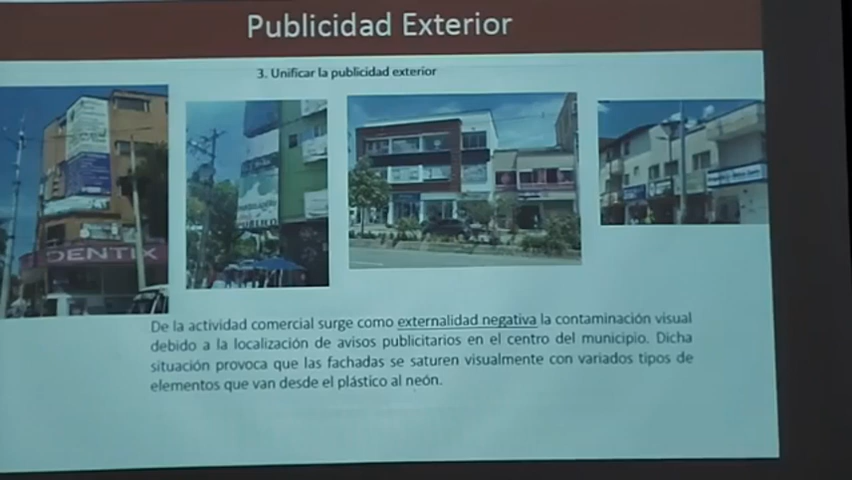 Publicidad Exterior
3. Unificar la publicidad exterior
DENTIX
De la actividad comercial surge como externalidad negativa la contaminación visual
debido a la localización de avisos publicitarios en el centro del municipio. Dicha
situación provoca que las fachadas se saturen visualmente con variados tipos de
elementos que van desde el plástico al neón.